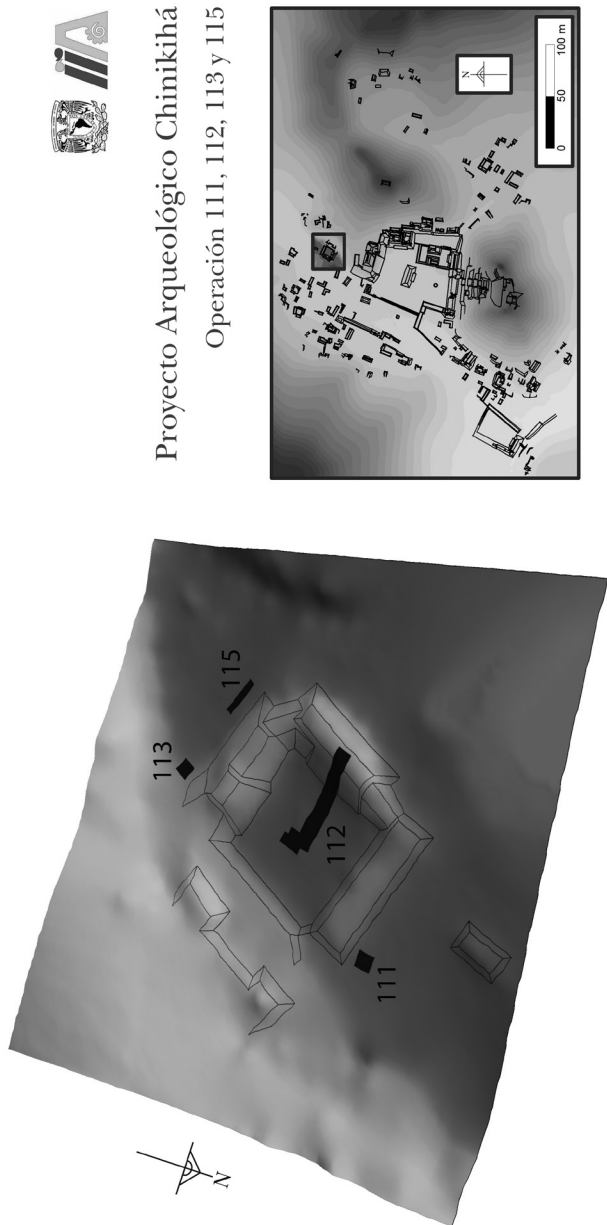 Proyecto Arqueológico Chinikihá
Operación 111, 112, 113 y 115
N
0 50 100 m
113
115
112
111
N